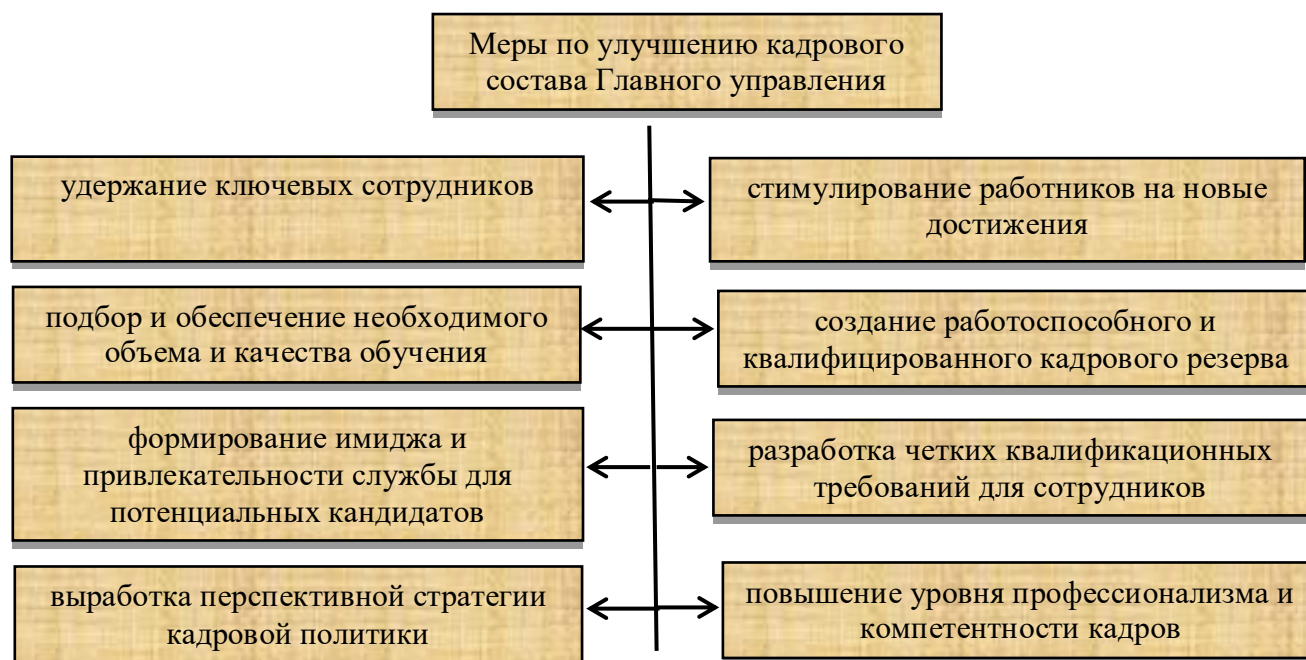 Меры по улучшению кадрового
состава Главного управления
удержание ключевых сотрудников
стимулирование работников на новые
достижения
подбор и обеспечение необходимого
объема и качества обучения
создание работоспособного и
квалифицированного кадрового резерва
формирование имиджа и
привлекательности службы для
потенциальных кандидатов
разработка четких квалификационных
требований для сотрудников
выработка перспективной стратегии
кадровой политики
повышение уровня профессионализма и
компетентности кадров